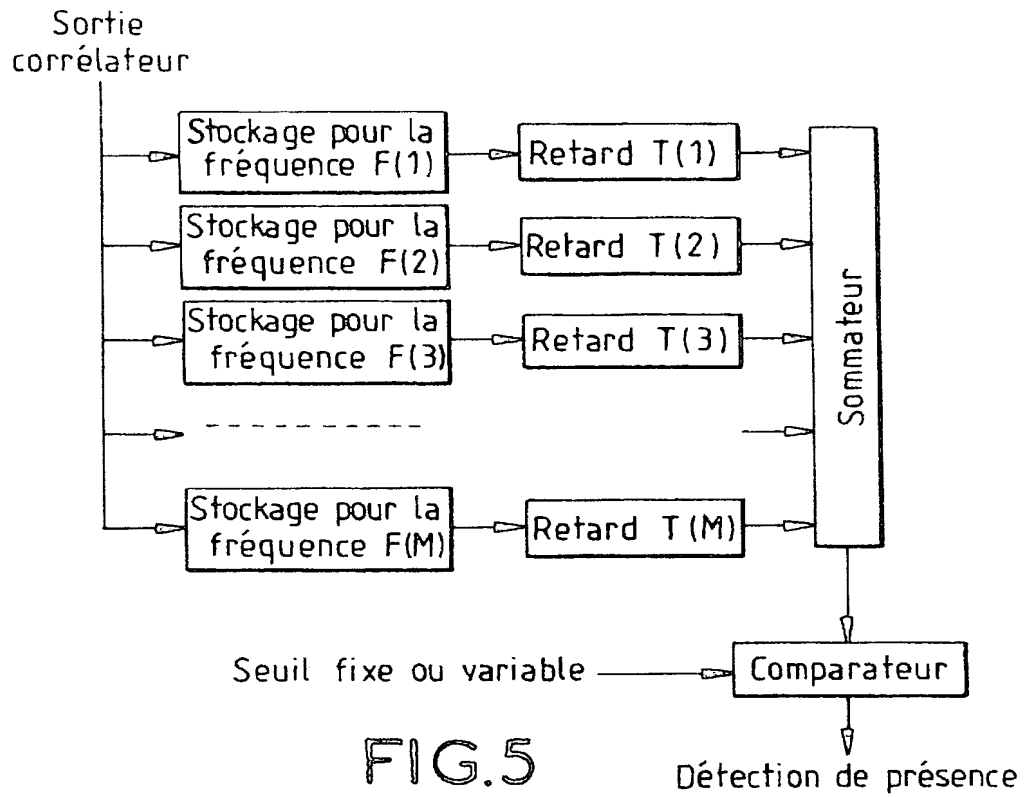 Sortie
corrélateur
Stockage pour la
fréquence F(1)
Retard T(1)
Stockage pour la
fréquence F(2)
Retard T(2)
Stockage pour la
fréquence F(3)
Retard T(3)
Sommateur
Stockage pour la
fréquence F(M)
Retard T(M)
Seuil fixe ou variable
Comparateur
FIG.5
Détection de présence